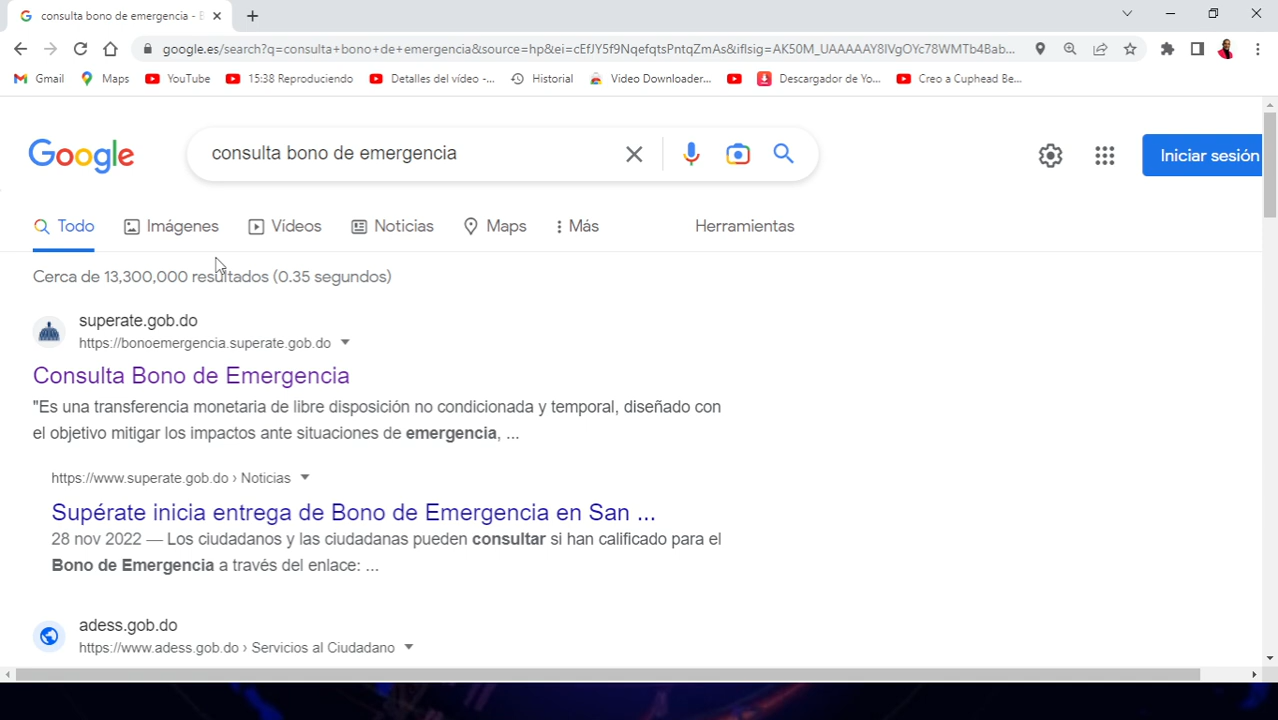 consulta bono de emergencia - B
google.es/search?q=consulta+bono+de+emergencia&source=hp&ei=cEfJY5f9NqefqtsPntqZmAs&iflsig=AK50M_UAAAAAY8lVgOYc78WMTb4Bab...
Gmail Maps YouTube 15:38 Reproduciendo Detalles del vídeo -... Historial Video Downloader... Descargador de Yo... Creo a Cuphead Be...
Google consulta bono de emergencia Iniciar sesión
Todo Imágenes Vídeos Noticias Maps Más Herramientas
Cerca de 13,300,000 resultados (0.35 segundos)
superate.gob.do
https://bonoemergencia.superate.gob.do
Consulta Bono de Emergencia
"Es una transferencia monetaria de libre disposición no condicionada y temporal, diseñado con
el objetivo mitigar los impactos ante situaciones de emergencia, ...
https://www.superate.gob.do › Noticias
Supérate inicia entrega de Bono de Emergencia en San ...
28 nov 2022 — Los ciudadanos y las ciudadanas pueden consultar si han calificado para el
Bono de Emergencia a través del enlace: ...
adess.gob.do
https://www.adess.gob.do › Servicios al Ciudadano